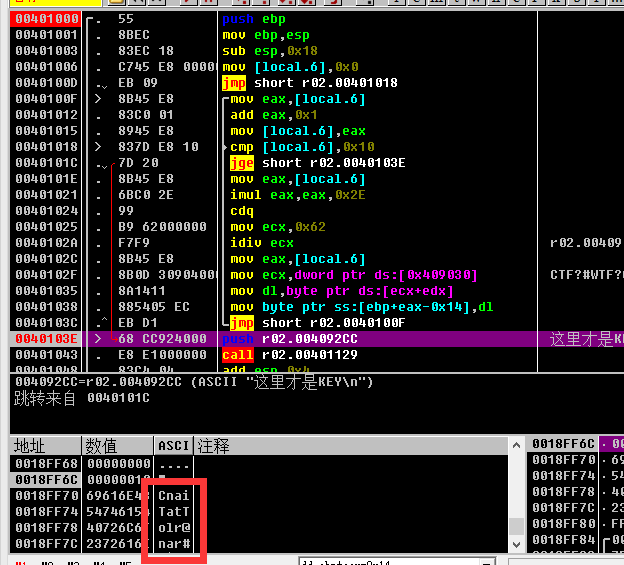 00401000 . 55 push ebp
00401001 . 8BEC mov ebp,esp
00401003 . 83EC 18 sub esp,0x18
00401006 . C745 E8 00000 mov [local.6],0x0
0040100D . EB 09 jmp short r02.00401018
0040100F > 8B45 E8 mov eax,[local.6]
00401012 . 83C0 01 add eax,0x1
00401015 . 8945 E8 mov [local.6],eax
00401018 > 837D E8 10 cmp [local.6],0x10
0040101C . 7D 20 jge short r02.0040103E
0040101E . 8B45 E8 mov eax,[local.6]
00401021 . 6BC0 2E imul eax,eax,0x2E
00401024 . 99 cdq
00401025 . B9 62000000 mov ecx,0x62
0040102A . F7F9 idiv ecx r02.00409
0040102C . 8B45 E8 mov eax,[local.6]
0040102F . 8B0D 30904000 mov ecx,dword ptr ds:[0x409030] CTF?#WTF?
00401035 . 8A1411 mov dl,byte ptr ds:[ecx+edx]
00401038 . 885405 EC mov byte ptr ss:[ebp+eax-0x14],dl
0040103C . EB D1 jmp short r02.0040100F
0040103E > 68 CC924000 push r02.004092CC 这里才是
00401043 . E8 E1000000 call r02.00401129
00401048 . 83C4 04 add esp,0x4
004092CC=r02.004092CC (ASCII "这里才是KEY\n")
跳转来自 0040101C
地址 数值 ASCI 注释
0018FF68 00000000 ....
0018FF6C
0018FF70 69616E43 Cnai
0018FF74 54746154 TatT
0018FF78 40726C6F olr@
0018FF7C 2372616E nar#
0018FF6C
0018FF70
0018FF74
0018FF78
0018FF7C
0018FF80
0018FF84
0018FF88